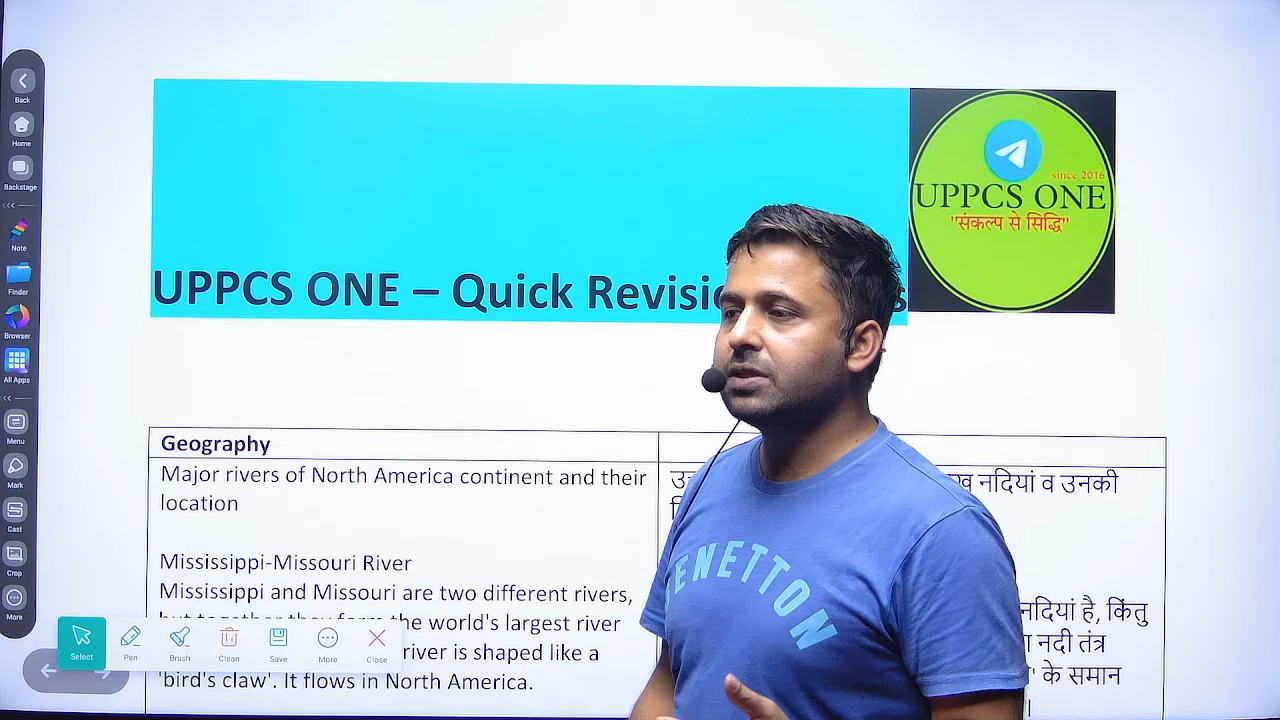 Back
Home
Backstage
Note
Finder
Browser
All Apps
Menu
Mark
Cast
Crop
More
since 2016
UPPCS ONE
"संकल्प से सिद्धि"
UPPCS ONE – Quick
Geography
Major rivers of North America continent and their
location
नदियां व उनकी
Mississippi-Missouri River
Mississippi and Missouri are two different rivers,
the world's largest river
river is shaped like a
'bird's claw'. It flows in North America.
नदियां है, किंतु
नदी तंत्र
के समान
Select
Pen
Brush
Clean
Save
More
Close
ENETTON